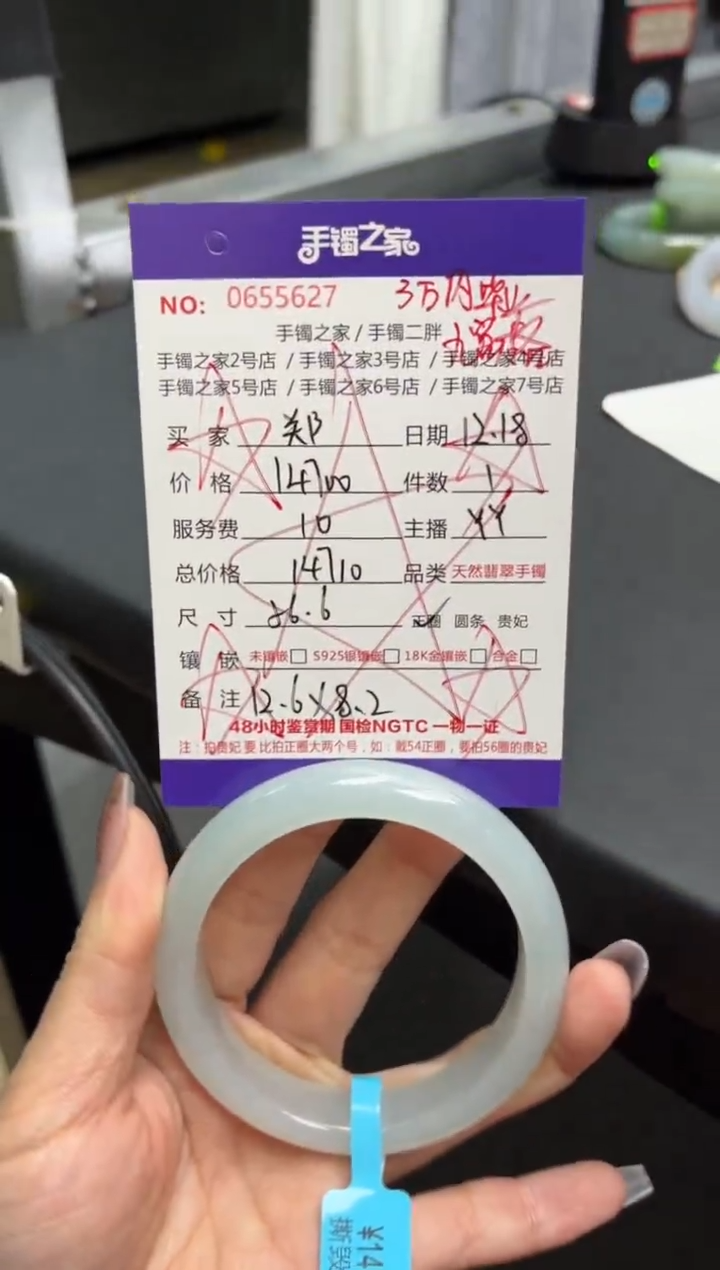 手镯之家
NO: 0655627 3万内
手镯之家 / 手镯二胖
手镯之家2号店 / 手镯之家3号店 / 手镯之家4号店
手镯之家5号店 / 手镯之家6号店 / 手镯之家7号店
买 家 郑 日期 12.18
价 格 14700 件数 1
服务费 10 主播 YY
总价格 14710 品类 天然翡翠手镯
尺 寸 56.6 正圈 圆条 贵妃
镶 嵌 未镶嵌□ S925银镶嵌□ 18K金镶嵌□ 合金□
备 注 12.6X8.2
48小时鉴赏期 国检NGTC 一物一证
注：拍贵妃 要 比拍正圈大两个号，如：戴54正圈，要拍56圈的贵妃
¥14
撕毁